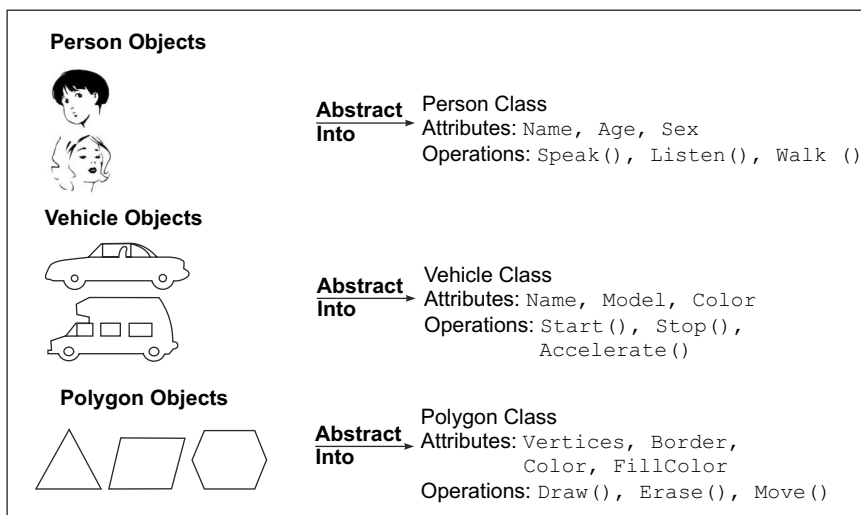 Person Objects
Abstract
Into
Person Class
Attributes: Name, Age, Sex
Operations: Speak(), Listen(), Walk ()
Vehicle Objects
Abstract
Into
Vehicle Class
Attributes: Name, Model, Color
Operations: Start(), Stop(),
Accelerate()
Polygon Objects
Abstract
Into
Polygon Class
Attributes: Vertices, Border,
Color, FillColor
Operations: Draw(), Erase(), Move()